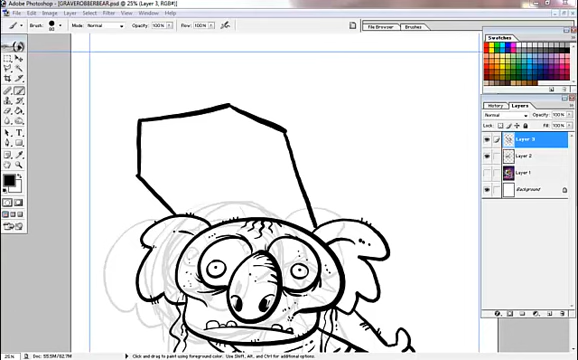 Adobe Photoshop - [GRAVEROBBERBEAR.psd @ 25% (Layer 3, RGB/8)]
File Edit Image Layer Select Filter View Window Help
Brush: Mode: Normal Opacity: 100% Flow: 100% File Browser Brushes
Swatches
History Layers
Normal Opacity: 100%
Lock: Fill: 100%
Layer 3
Layer 2
Layer 1
Background
25% Doc: Click and drag to paint using foreground color. Use Shift, Alt, and Ctrl for additional options.